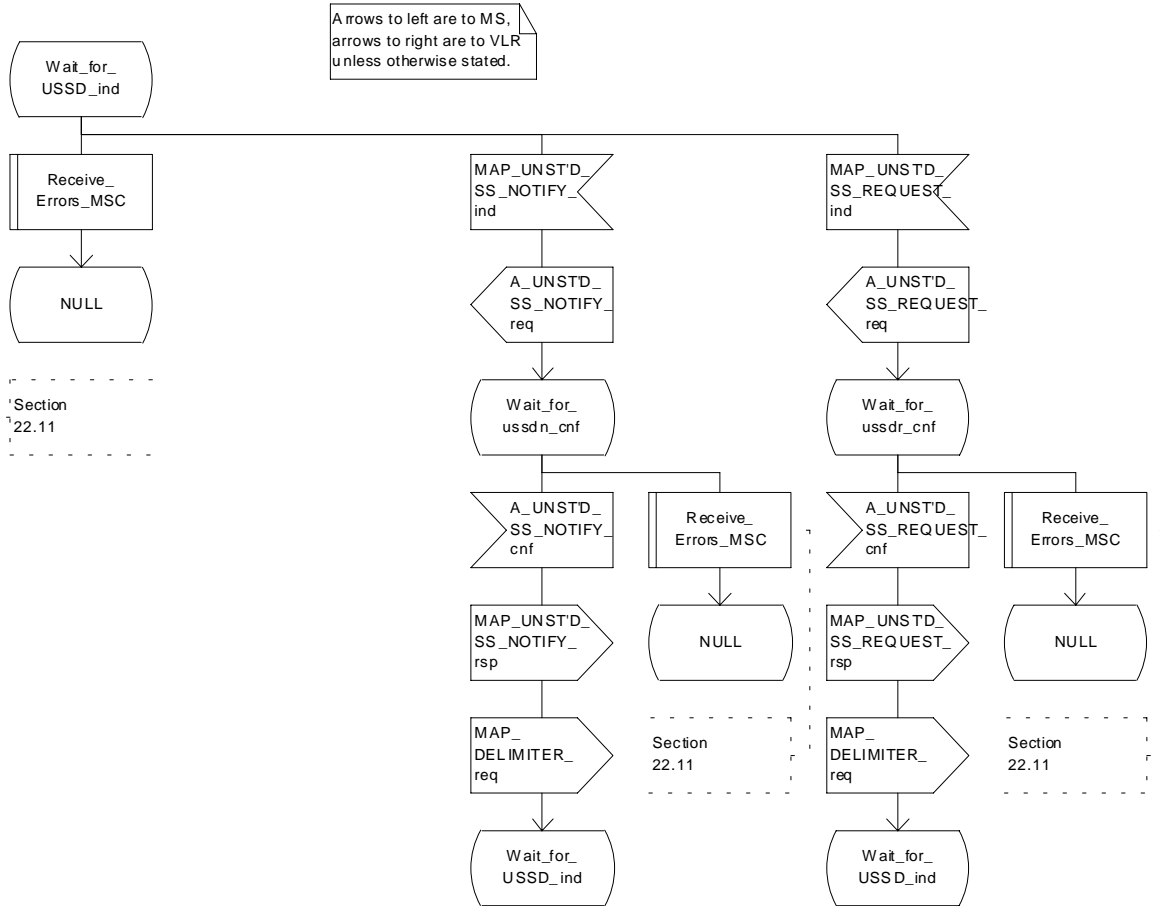 Arrows to left are to MS,
arrows to right are to VLR
unless otherwise stated.
Wait_for_
USSD_ind
Receive_
Errors_MSC
NULL
Section
22.11
MAP_UNST'D_
SS_NOTIFY_
ind
A_UNST'D_
SS_NOTIFY_
req
Wait_for_
ussdn_cnf
A_UNST'D_
SS_NOTIFY_
cnf
MAP_UNST'D_
SS_NOTIFY_
rsp
MAP_
DELIMITER_
req
Wait_for_
USSD_ind
Receive_
Errors_MSC
NULL
Section
22.11
MAP_UNST'D_
SS_REQUEST_
ind
A_UNST'D_
SS_REQUEST_
req
Wait_for_
ussdr_cnf
A_UNST'D_
SS_REQUEST_
cnf
MAP_UNST'D_
SS_REQUEST_
rsp
MAP_
DELIMITER_
req
Wait_for_
USSD_ind
Receive_
Errors_MSC
NULL
Section
22.11